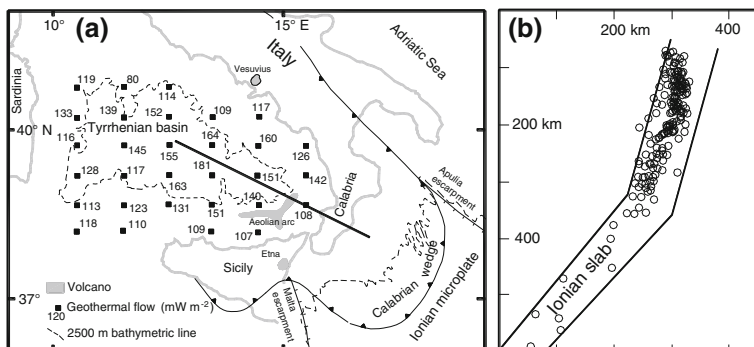 (a)
10°
15° E
Sardinia
Italy
Adriatic Sea
Vesuvius
119
80
114
133
139
152
109
117
40° N
Tyrrhenian basin
116
145
155
164
160
126
128
117
163
181
151
142
113
123
131
151
140
108
118
110
109
107
Aeolian arc
Calabria
Apulia
escarpment
Etna
Sicily
Calabrian
wedge
Ionian microplate
Malta
escarpment
37°
Volcano
Geothermal flow (mW m⁻²)
120
2500 m bathymetric line
(b)
200 km
400
200 km
400
Ionian slab